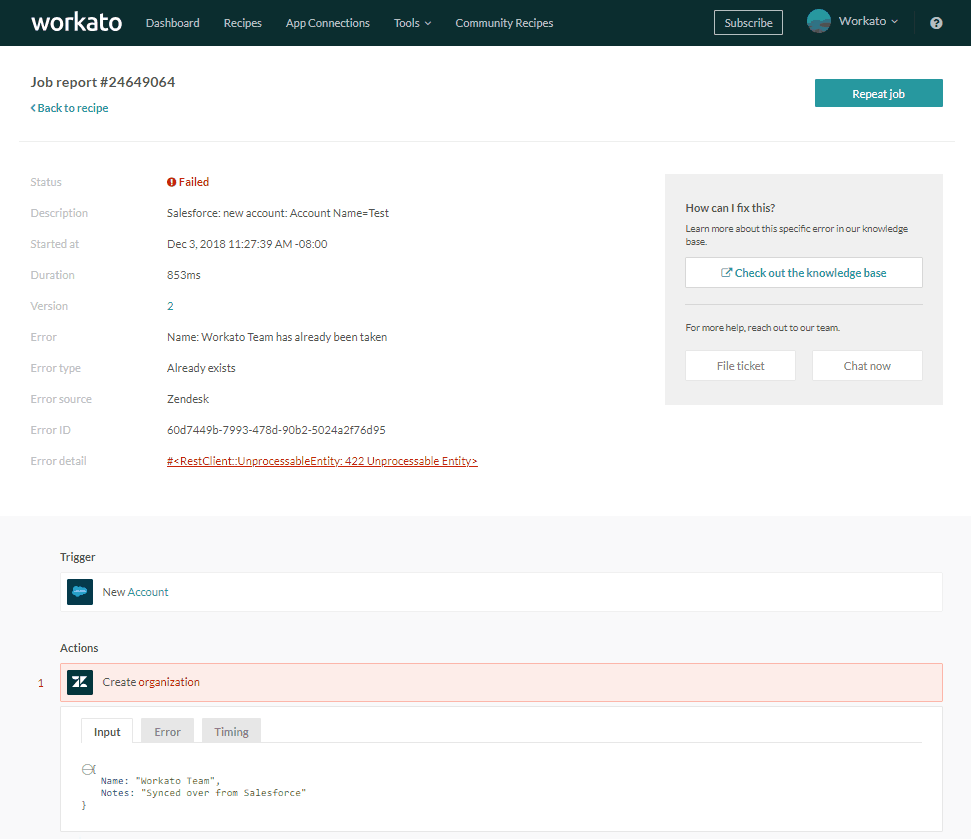 workato Dashboard Recipes App Connections Tools Community Recipes Subscribe Workato ?
Job report #24649064
Back to recipe
Repeat job
Status Failed
Description Salesforce: new account: Account Name=Test
Started at Dec 3, 2018 11:27:39 AM -08:00
Duration 853ms
Version 2
Error Name: Workato Team has already been taken
Error type Already exists
Error source Zendesk
Error ID 60d7449b-7993-478d-90b2-5024a2f76d95
Error detail #<RestClient::UnprocessableEntity: 422 Unprocessable Entity>
How can I fix this?
Learn more about this specific error in our knowledge
base.
Check out the knowledge base
For more help, reach out to our team.
File ticket Chat now
Trigger
New Account
Actions
1 Create organization
Input Error Timing
{
Name: "Workato Team",
Notes: "Synced over from Salesforce"
}